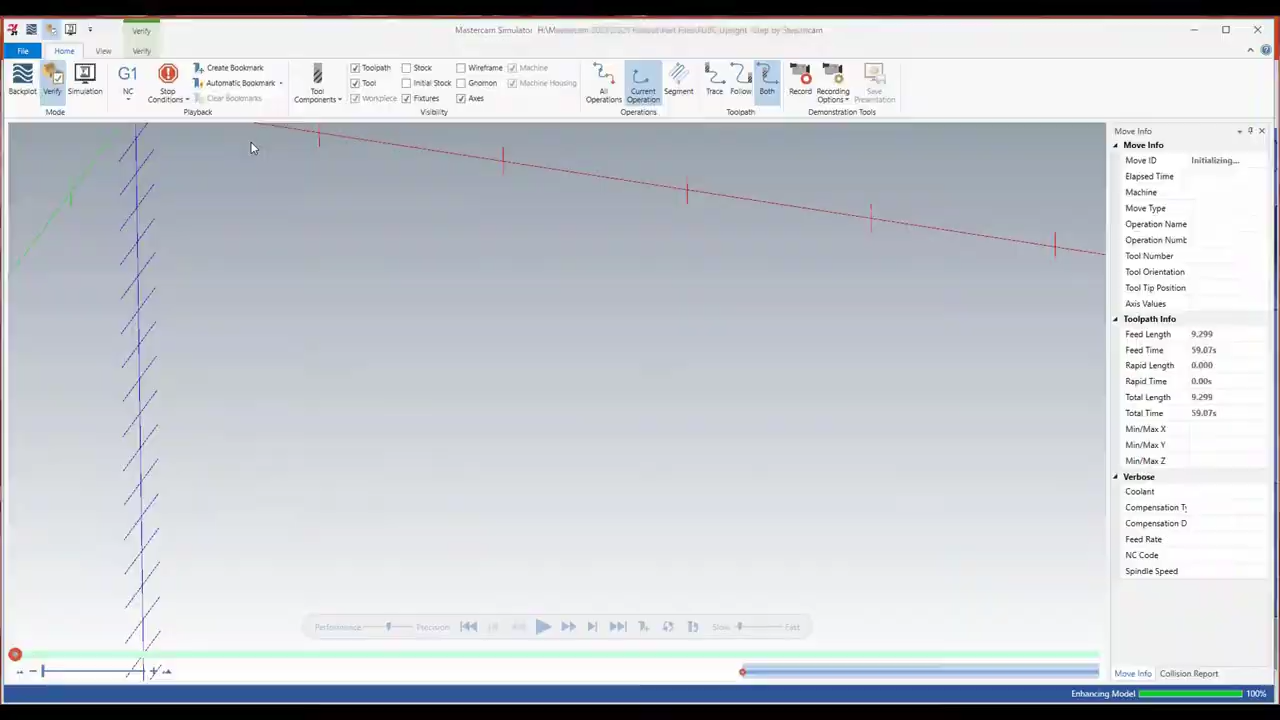 Verify
Mastercam Simulator
File Home View Verify
Backplot Verify Simulation
Mode
G1 NC
Stop Conditions
Create Bookmark
Automatic Bookmark
Clear Bookmarks
Playback
Tool Components
Toolpath Stock Wireframe Machine
Tool Initial Stock Gnomon Machine Housing
Workpiece Fixtures Axes
Visibility
All Operations Current Operation Segment
Operations
Trace Follow Both
Toolpath
Record Recording Options Save Presentation
Demonstration Tools
Move Info
Move Info
Move ID Initializing...
Elapsed Time
Machine
Move Type
Operation Name
Operation Numb
Tool Number
Tool Orientation
Tool Tip Position
Axis Values
Toolpath Info
Feed Length 9.299
Feed Time 59.07s
Rapid Length 0.000
Rapid Time 0.00s
Total Length 9.299
Total Time 59.07s
Min/Max X
Min/Max Y
Min/Max Z
Verbose
Coolant
Compensation Ty
Compensation D
Feed Rate
NC Code
Spindle Speed
Performance Precision Slow Fast
Move Info Collision Report
Enhancing Model 100%